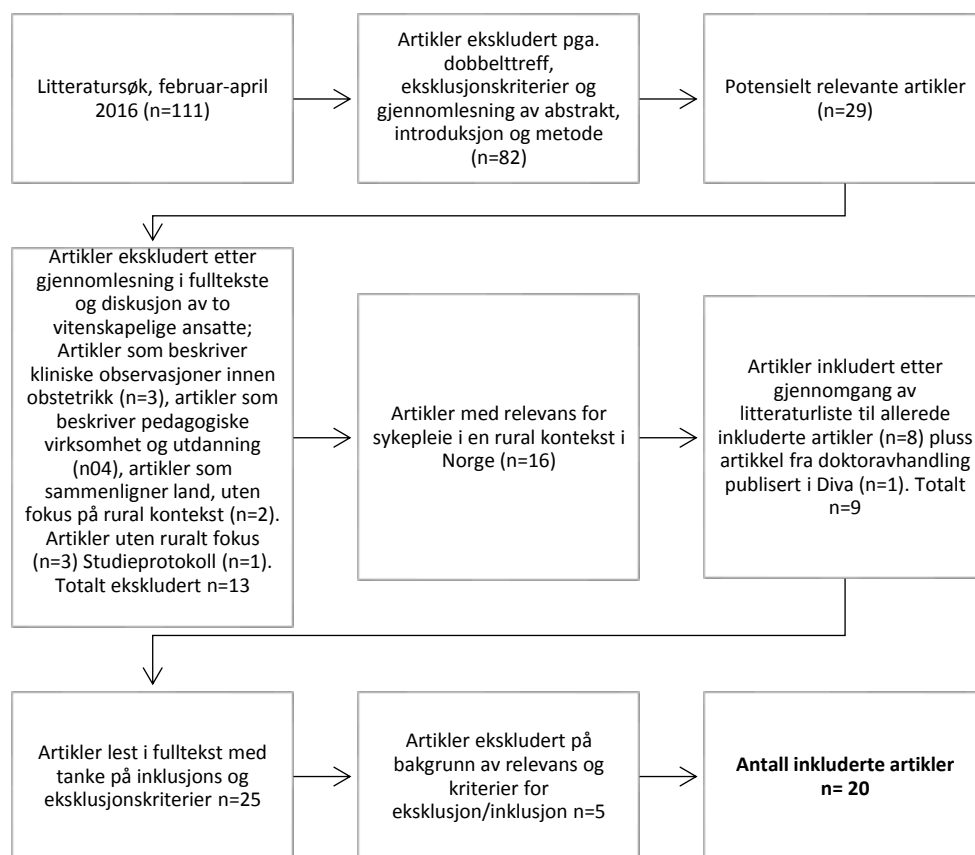 Litteratursøk, februar-april
2016 (n=111)
Artikler ekskludert pga.
dobbelttreff,
eksklusjonskriterier og
gjennomlesning av abstrakt,
introduksjon og metode
(n=82)
Potensielt relevante artikler
(n=29)
Artikler ekskludert etter
gjennomlesning i fulltekste
og diskusjon av to
vitenskapelige ansatte;
Artikler som beskriver
kliniske observasjoner innen
obstetrikk (n=3), artikler som
beskriver pedagogiske
virksomhet og utdanning
(n04), artikler som
sammenligner land, uten
fokus på rural kontekst (n=2).
Artikler uten ruralt fokus
(n=3) Studieprotokoll (n=1).
Totalt ekskludert n=13
Artikler med relevans for
sykepleie i en rural kontekst i
Norge (n=16)
Artikler inkludert etter
gjennomgang av
litteraturliste til allerede
inkluderte artikler (n=8) pluss
artikkel fra doktoravhandling
publisert i Diva (n=1). Totalt
n=9
Artikler lest i fulltekst med
tanke på inklusjons og
eksklusjonskriterier n=25
Artikler ekskludert på
bakgrunn av relevans og
kriterier for
eksklusjon/inklusjon n=5
Antall inkluderte artikler
n= 20